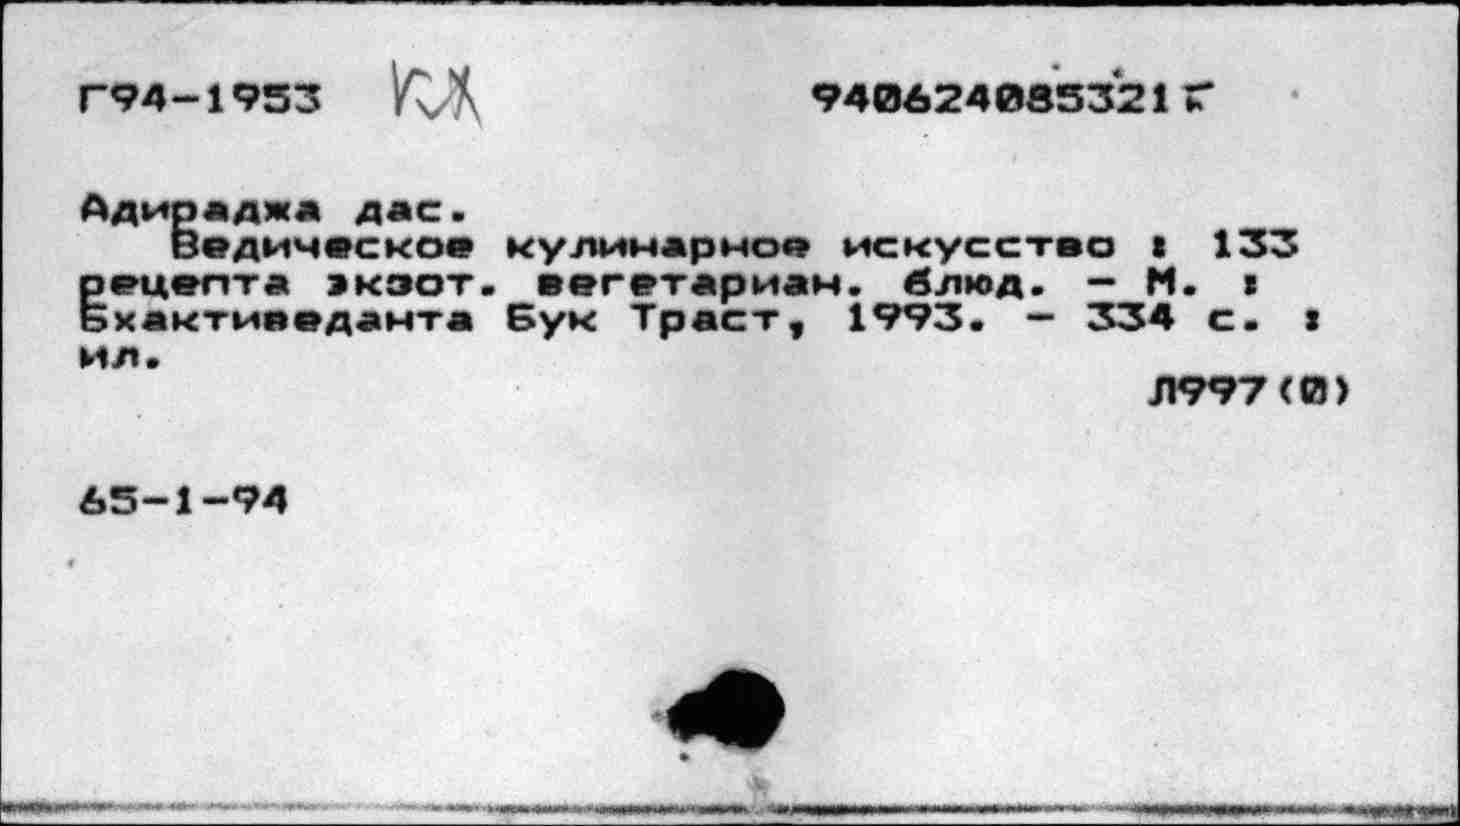 Г94-1953 940624085321
Адираджа дас.
Ведическое кулинарное искусство : 133
рецепта экзот. вегетариан. блюд. - М. :
Бхактиведанта Бук Траст, 1993. - 334 с. :
ил.
Л997(0)
65-1-94